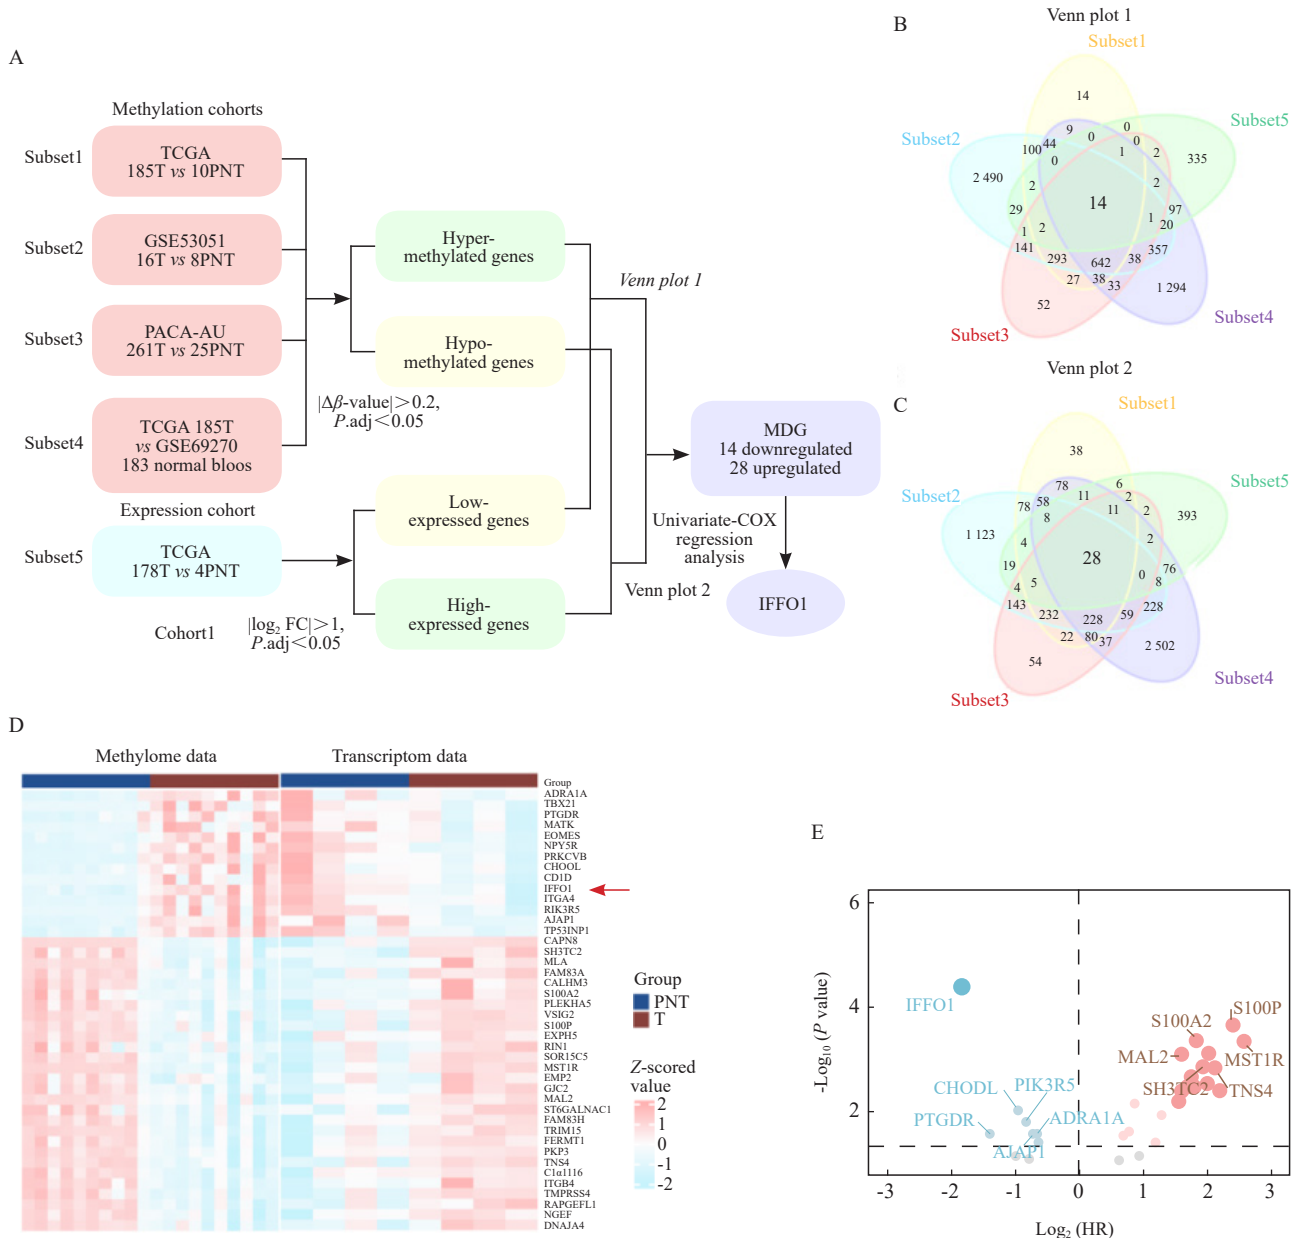 A
Methylation cohorts
Subset1
TCGA
185T vs 10PNT
Subset2
GSE53051
16T vs 8PNT
Subset3
PACA-AU
261T vs 25PNT
Subset4
TCGA 185T
vs GSE69270
183 normal bloos
Expression cohort
Subset5
TCGA
178T vs 4PNT
Cohort1
|Δβ-value|>0.2,
P.adj<0.05
|log₂ FC|>1,
P.adj<0.05
Hyper-
methylated genes
Hypo-
methylated genes
Low-
expressed genes
High-
expressed genes
Venn plot 1
Venn plot 2
MDG
14 downregulated
28 upregulated
Univariate-COX
regression
analysis
IFFO1
B
Venn plot 1
Subset1
Subset2
Subset5
Subset3
Subset4
14
9
0
0
0
100
44
0
1
2
335
2 490
2
2
29
14
97
1
20
1
2
141
293
642
38
357
27
38
33
1 294
52
C
Venn plot 2
Subset1
Subset2
Subset5
Subset3
Subset4
38
78
6
11
2
78
58
8
11
2
393
1 123
4
2
19
28
76
0
8
4
5
143
232
228
59
228
22
80
37
2 502
54
D
Methylome data
Transcriptom data
Group
ADRA1A
TBX21
PTGDR
MATK
EOMES
NPY5R
PRKCVB
CHOOL
CD1D
IFFO1
ITGA4
RIK3R5
AJAP1
TP53INP1
CAPN8
SH3TC2
MLA
FAM83A
CALHM3
S100A2
PLEKHA5
VSIG2
S100P
EXPH5
RIN1
SOR15C5
MST1R
EMP2
GJC2
MAL2
ST6GALNAC1
FAM83H
TRIM15
FERMT1
PKP3
TNS4
C1α1116
ITGB4
TMPRSS4
RAPGEFL1
NGEF
DNAJA4
Group
PNT
T
Z-scored
value
2
1
0
-1
-2
E
-Log₁₀ (P value)
6
4
2
IFFO1
S100P
S100A2
MAL2
MST1R
SH3TC2
TNS4
CHODL
PIK3R5
PTGDR
ADRA1A
AJAP1
-3
-2
-1
0
1
2
3
Log₂ (HR)